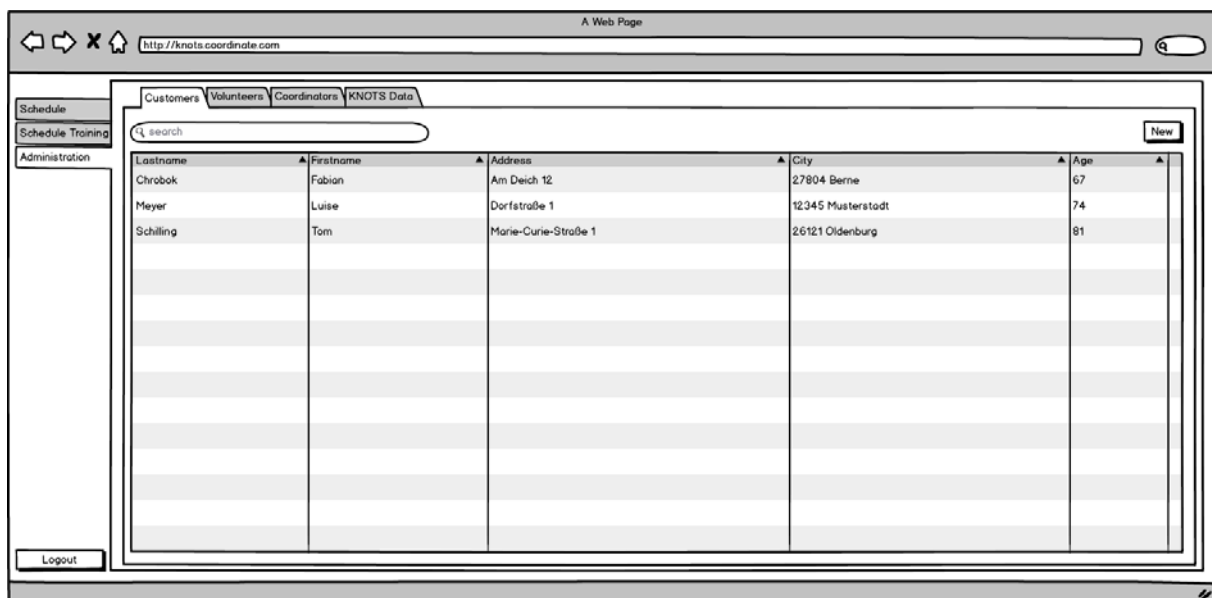 A Web Page
http://knots.coordinate.com
Schedule
Schedule Training
Administration
Logout
Customers Volunteers Coordinators KNOTS Data
search
New
Lastname Firstname Address City Age
Chrobok Fabian Am Deich 12 27804 Berne 67
Meyer Luise Dorfstraße 1 12345 Musterstadt 74
Schilling Tom Marie-Curie-Straße 1 26121 Oldenburg 81